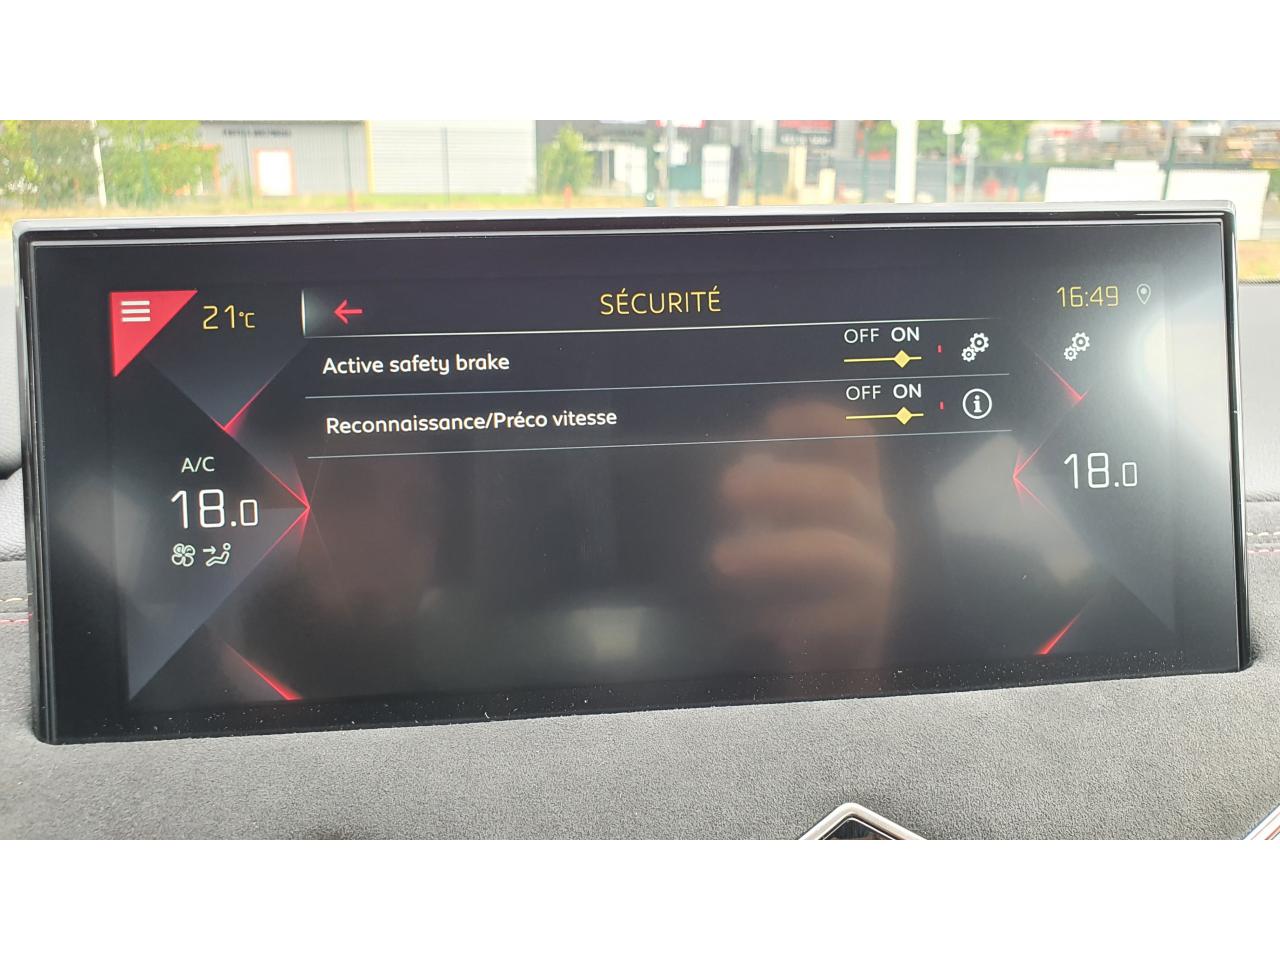 21°C
SÉCURITÉ
16:49
Active safety brake
OFF ON
Reconnaissance/Préco vitesse
OFF ON
A/C
18.0
18.0